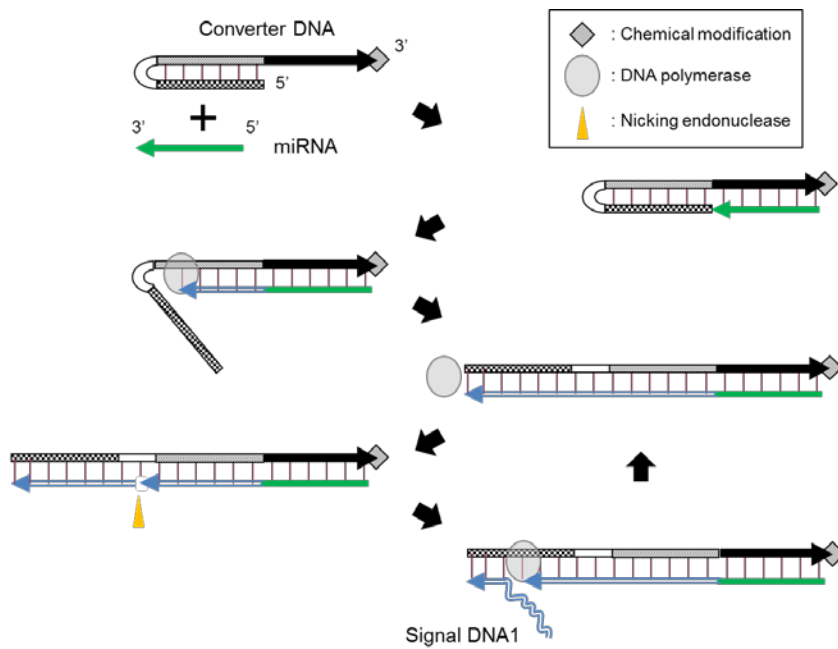 Converter DNA
3’
5’
3’
5’
miRNA
: Chemical modification
: DNA polymerase
: Nicking endonuclease
Signal DNA1